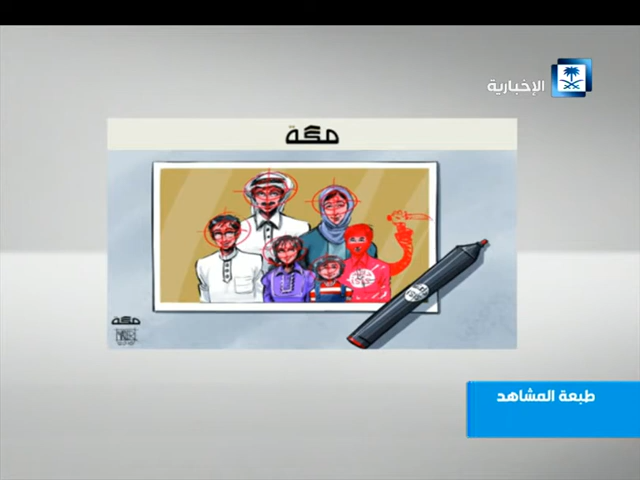 الإخبارية
مكة
مكة
طبعة المشاهد